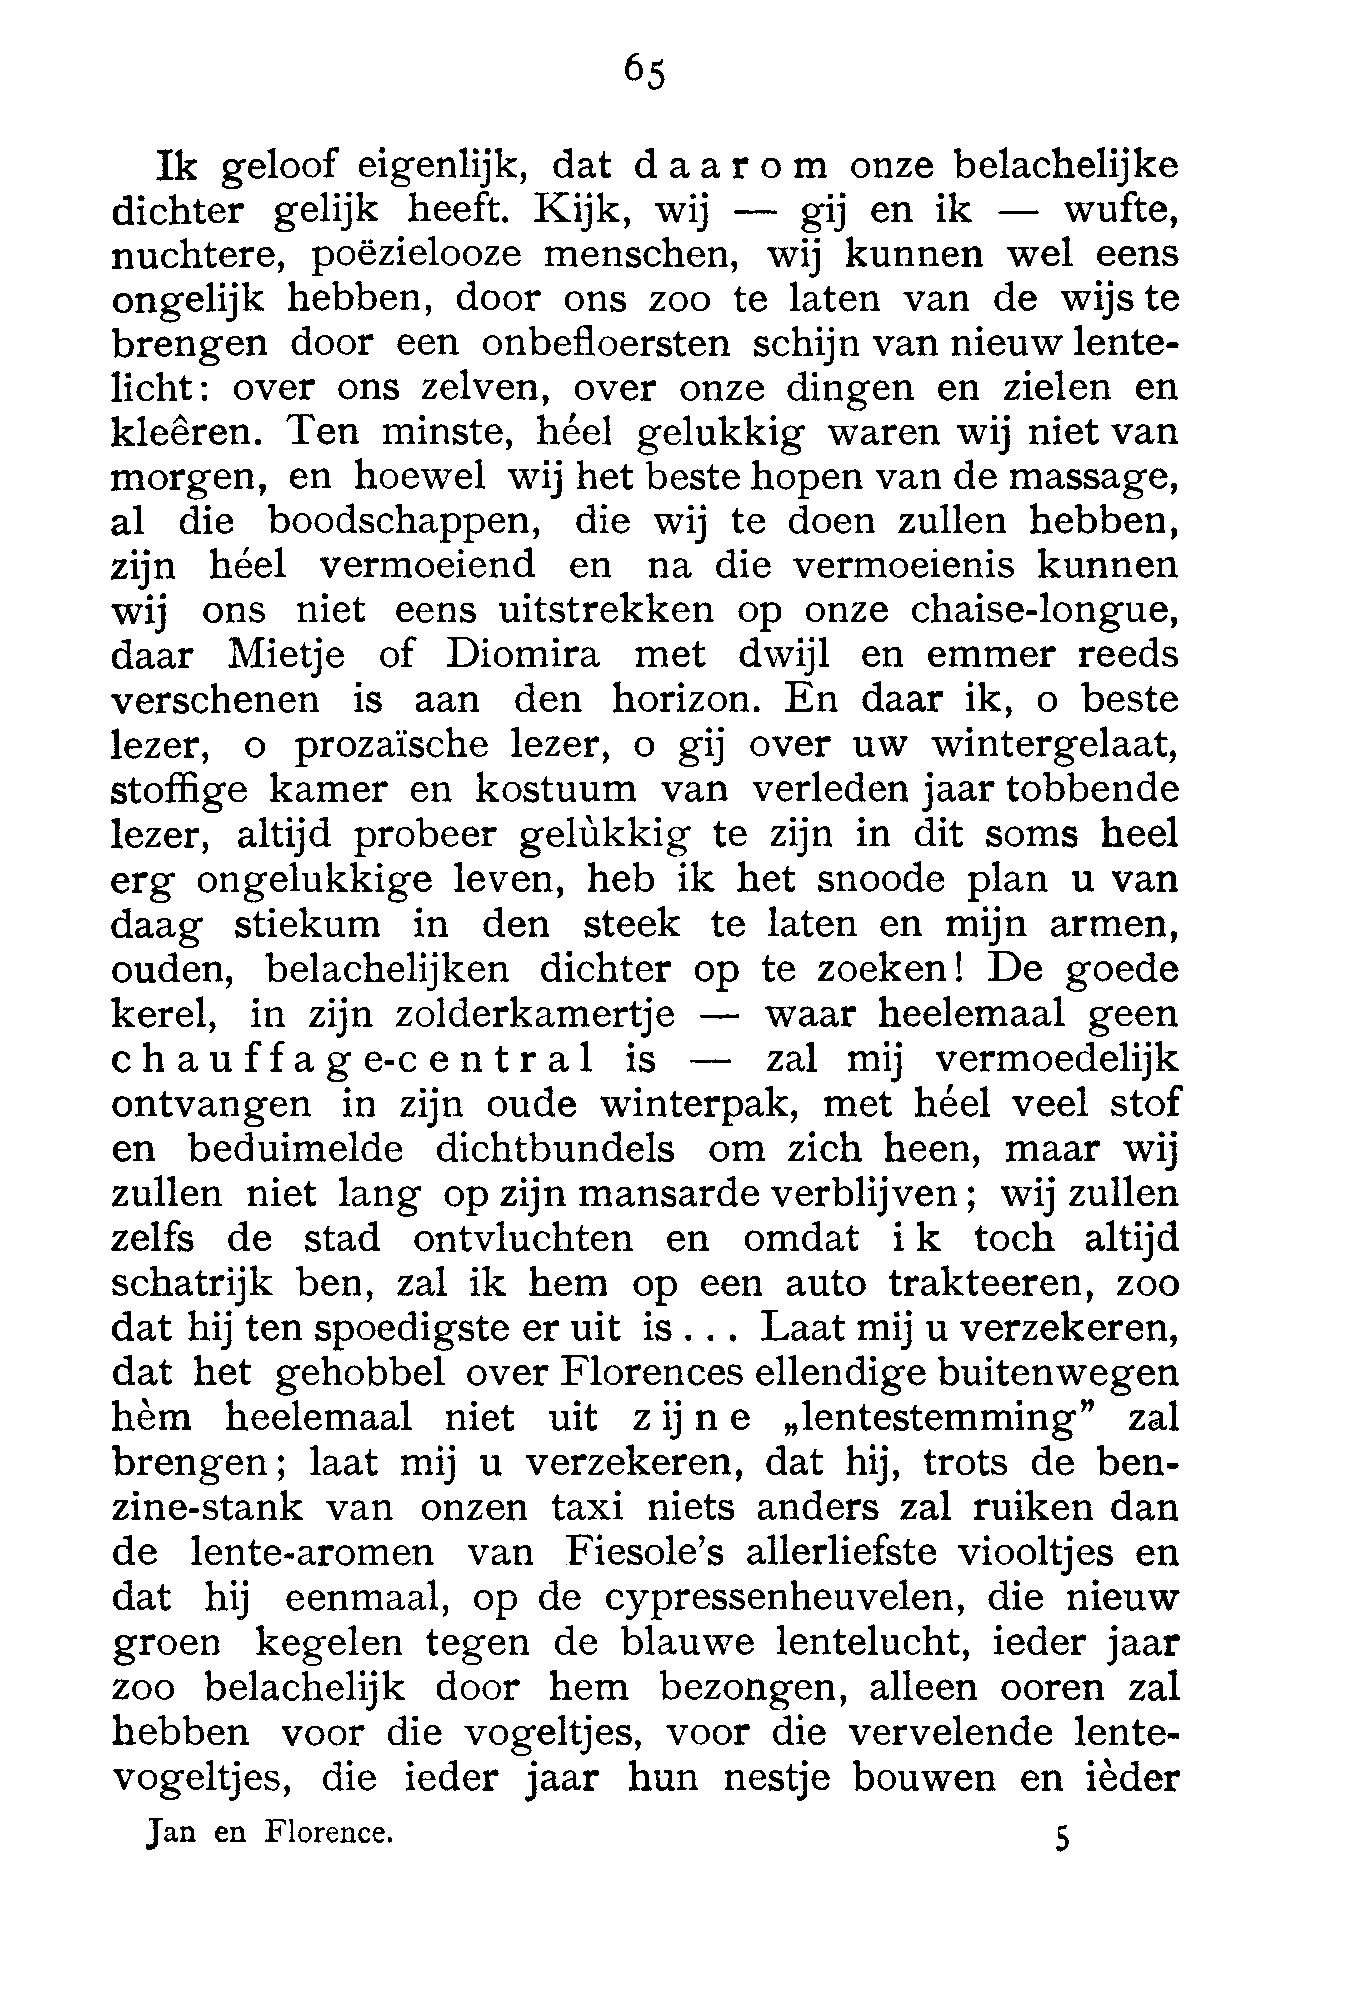 65
Ik geloof eigenlijk, dat d a a r o m onze belachelijke
dichter gelijk heeft. Kijk, wij — gij en ik — wufte,
nuchtere, poëzielooze menschen, wij kunnen wel eens
ongelijk hebben, door ons zoo te laten van de wijs te
brengen door een onbefloersten schijn van nieuw lente-
licht: over ons zelven, over onze dingen en zielen en
kleêren. Ten minste, héel gelukkig waren wij niet van
morgen, en hoewel wij het beste hopen van de massage,
al die boodschappen, die wij te doen zullen hebben,
zijn héel vermoeiend en na die vermoeienis kunnen
wij ons niet eens uitstrekken op onze chaise-longue,
daar Mietje of Diomira met dwijl en emmer reeds
verschenen is aan den horizon. En daar ik, o beste
lezer, o prozaïsche lezer, o gij over uw wintergelaat,
stoffige kamer en kostuum van verleden jaar tobbende
lezer, altijd probeer gelùkkig te zijn in dit soms heel
erg ongelukkige leven, heb ik het snoode plan u van
daag stiekum in den steek te laten en mijn armen,
ouden, belachelijken dichter op te zoeken! De goede
kerel, in zijn zolderkamertje — waar heelemaal geen
c h a u f f a g e-c e n t r a l is — zal mij vermoedelijk
ontvangen in zijn oude winterpak, met héel veel stof
en beduimelde dichtbundels om zich heen, maar wij
zullen niet lang op zijn mansarde verblijven; wij zullen
zelfs de stad ontvluchten en omdat i k toch altijd
schatrijk ben, zal ik hem op een auto trakteeren, zoo
dat hij ten spoedigste er uit is... Laat mij u verzekeren,
dat het gehobbel over Florences ellendige buitenwegen
hèm heelemaal niet uit z ij n e „lentestemming” zal
brengen; laat mij u verzekeren, dat hij, trots de ben-
zine-stank van onzen taxi niets anders zal ruiken dan
de lente-aromen van Fiesole's allerliefste viooltjes en
dat hij eenmaal, op de cypressenheuvelen, die nieuw
groen kegelen tegen de blauwe lentelucht, ieder jaar
zoo belachelijk door hem bezongen, alleen ooren zal
hebben voor die vogeltjes, voor die vervelende lente-
vogeltjes, die ieder jaar hun nestje bouwen en ièder
Jan en Florence. 5